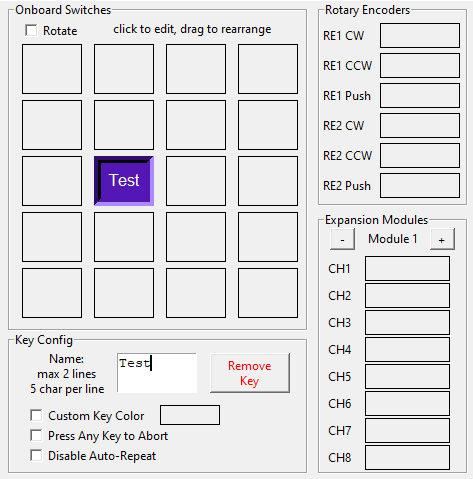 Onboard Switches
Rotate
click to edit, drag to rearrange
Test
Key Config
Name:
max 2 lines
5 char per line
Test
Remove
Key
Custom Key Color
Press Any Key to Abort
Disable Auto-Repeat
Rotary Encoders
RE1 CW
RE1 CCW
RE1 Push
RE2 CW
RE2 CCW
RE2 Push
Expansion Modules
- Module 1 +
CH1
CH2
CH3
CH4
CH5
CH6
CH7
CH8